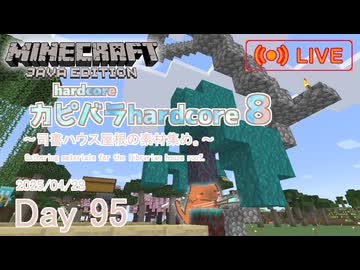 MINECRAFT
JAVA EDITION
LIVE
hardcore
カピバラhardcore 8
～司書ハウス屋根の素材集め。～
Gathering materials for the librarian house roof.
2025/04/28
Day 95